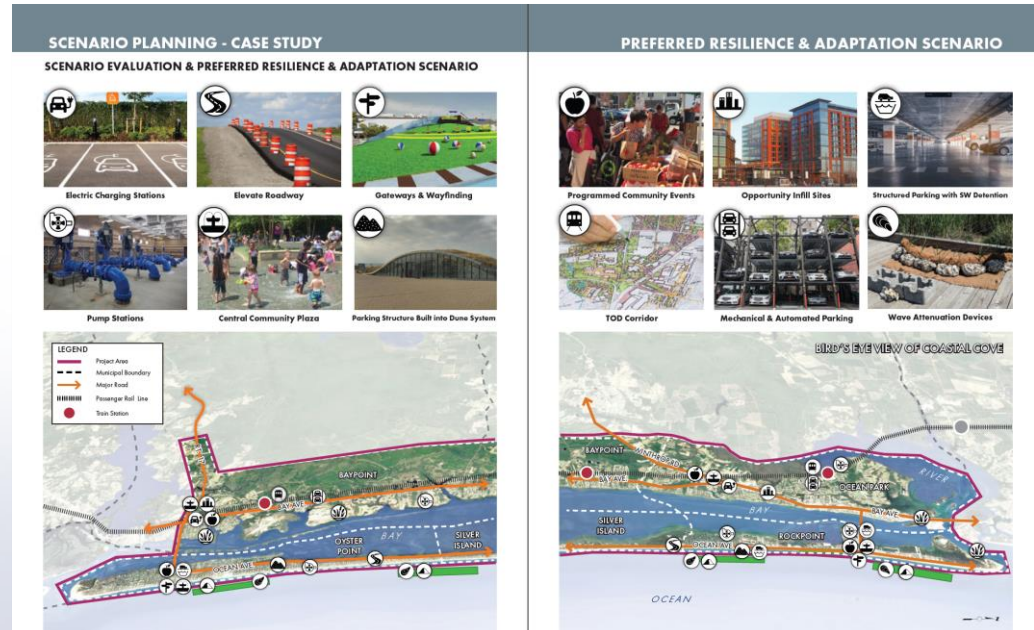 SCENARIO PLANNING - CASE STUDY
SCENARIO EVALUATION & PREFERRED RESILIENCE & ADAPTATION SCENARIO
Electric Charging Stations
Elevate Roadway
Gateways & Wayfinding
Pump Stations
Central Community Plaza
Parking Structure Built into Dune System
LEGEND
Project Area
Municipal Boundary
Major Road
Passenger Rail Line
Train Station
BAYPOINT
BAY AVE.
OYSTER
POINT
BAY
SILVER
ISLAND
OCEAN AVE.
PREFERRED RESILIENCE & ADAPTATION SCENARIO
Programmed Community Events
Opportunity Infill Sites
Structured Parking with SW Detention
TOD Corridor
Mechanical & Automated Parking
Wave Attenuation Devices
BIRD'S EYE VIEW OF COASTAL COVE
BAYPOINT
BAY AVE.
OCEAN PARK
RIVER
BAY
BAY AVE.
SILVER
ISLAND
OCEAN AVE.
ROCKPOINT
OCEAN